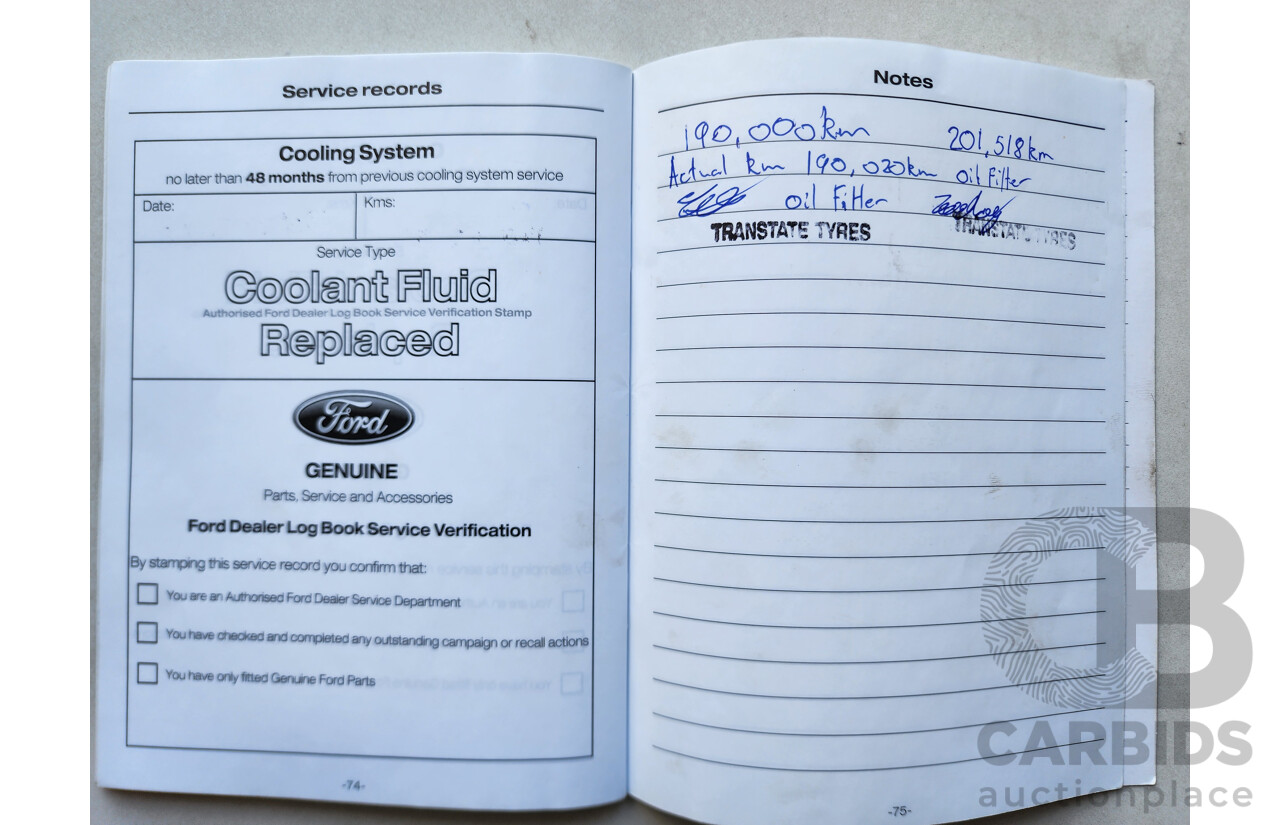 Service records
Cooling System
no later than 48 months from previous cooling system service
Date:
Kms:
Service Type
Coolant Fluid
Authorised Ford Dealer Log Book Service Verification Stamp
Replaced
Ford
GENUINE
Parts, Service and Accessories
Ford Dealer Log Book Service Verification
By stamping this service record you confirm that:
You are an Authorised Ford Dealer Service Department
You have checked and completed any outstanding campaign or recall actions
You have only fitted Genuine Ford Parts
-74-
Notes
190,000km 201,518km
Actual km 190,020km oil filter
oil Filter
TRANSTATE TYRES TRANSTATE TYRES
-75-
CB
CARBIDS
auctionplace